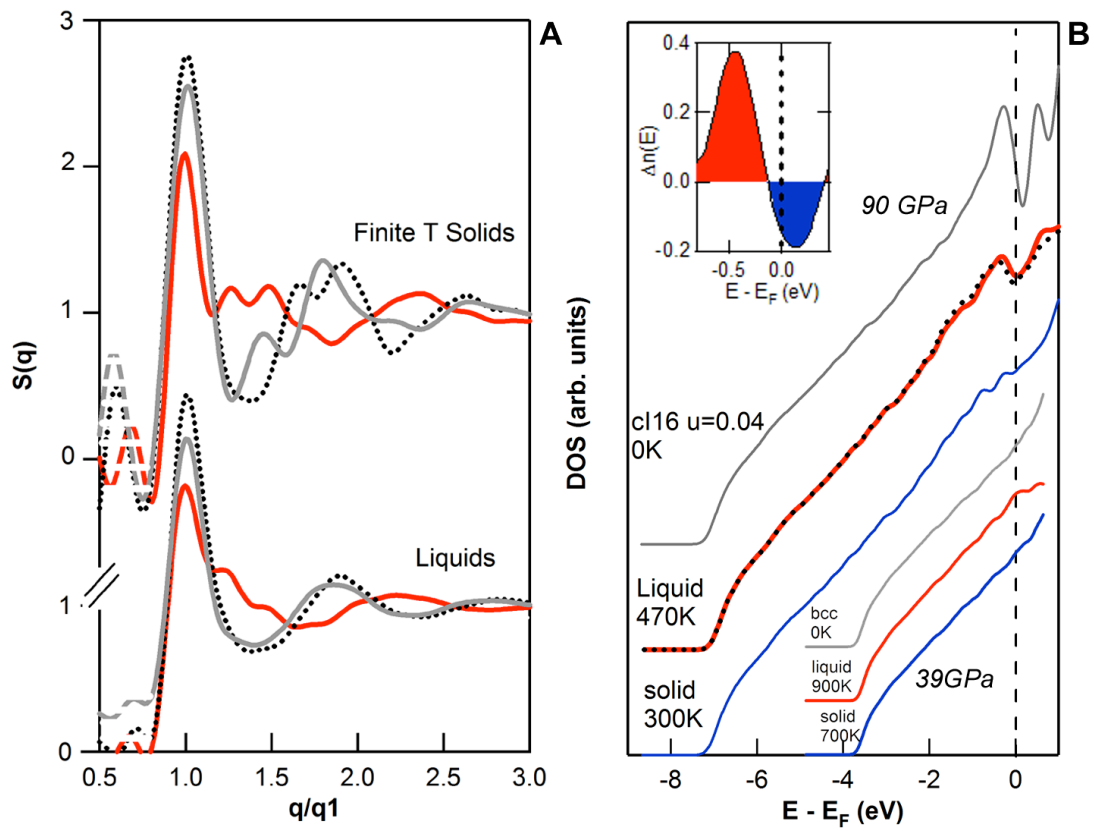 A
3
2
1
0
1
0
S(q)
Finite T Solids
Liquids
0.5
1.0
1.5
2.0
2.5
3.0
q/q1
B
0.4
0.2
0.0
-0.2
Δn(E)
-0.5
0.0
E - EF (eV)
90 GPa
DOS (arb. units)
cI16 u=0.04
0K
Liquid
470K
solid
300K
bcc
0K
liquid
900K
solid
700K
39GPa
-8
-6
-4
-2
0
E - EF (eV)